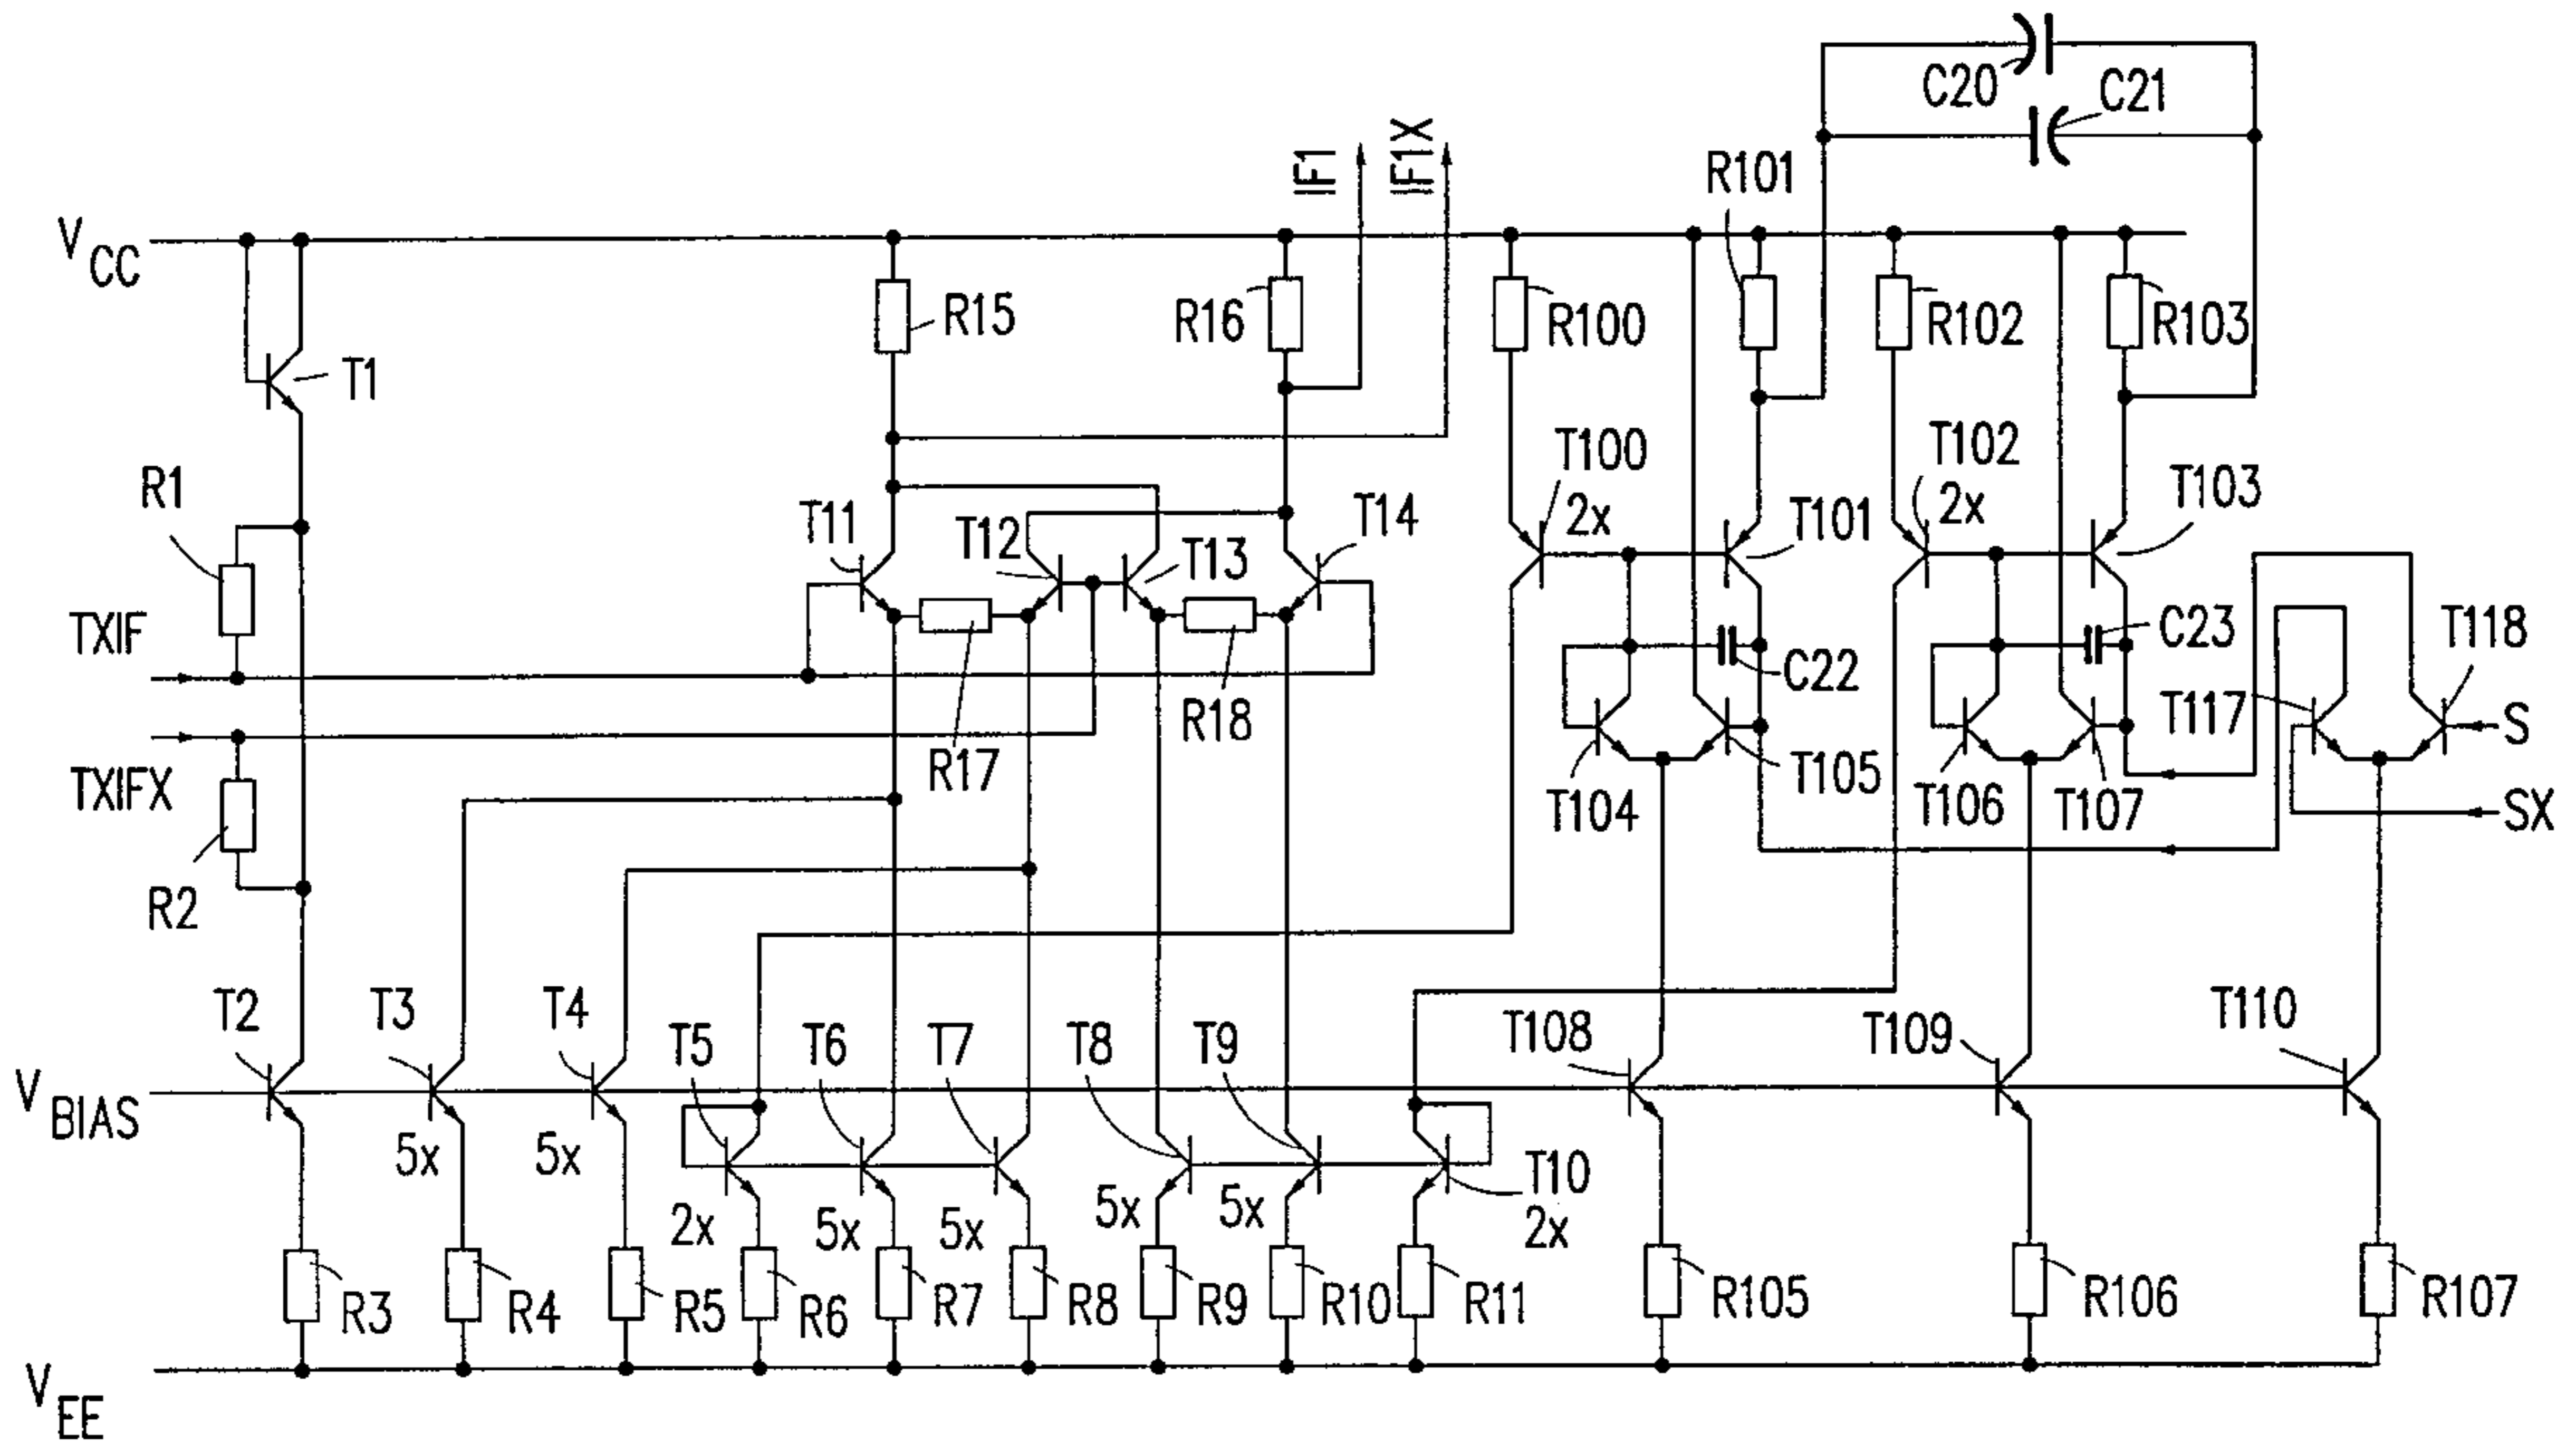 C20
C21
IF1
IF1X
R101
V CC
R15
R16
R100
R102
R103
T1
R1
T100
2x
T102
2x
T103
T11
T12
T13
T14
T101
TXIF
C22
C23
T118
R18
T117
S
R17
T105
T104
T106
T107
SX
TXIFX
R2
T2
T3
T4
T5
T6
T7
T8
T9
T108
T109
T110
V BIAS
5x
5x
2x
5x
5x
5x
5x
T10
2x
R3
R4
R5
R6
R7
R8
R9
R10
R11
R105
R106
R107
V EE